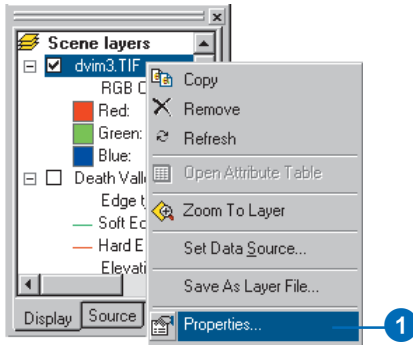 Scene layers
dvim3.TIF
RGB C
Red:
Green:
Blue:
Death Vall
Edge t
Soft Ed
Hard E
Elevati
Display
Source
Copy
Remove
Refresh
Open Attribute Table
Zoom To Layer
Set Data Source...
Save As Layer File...
Properties...
1